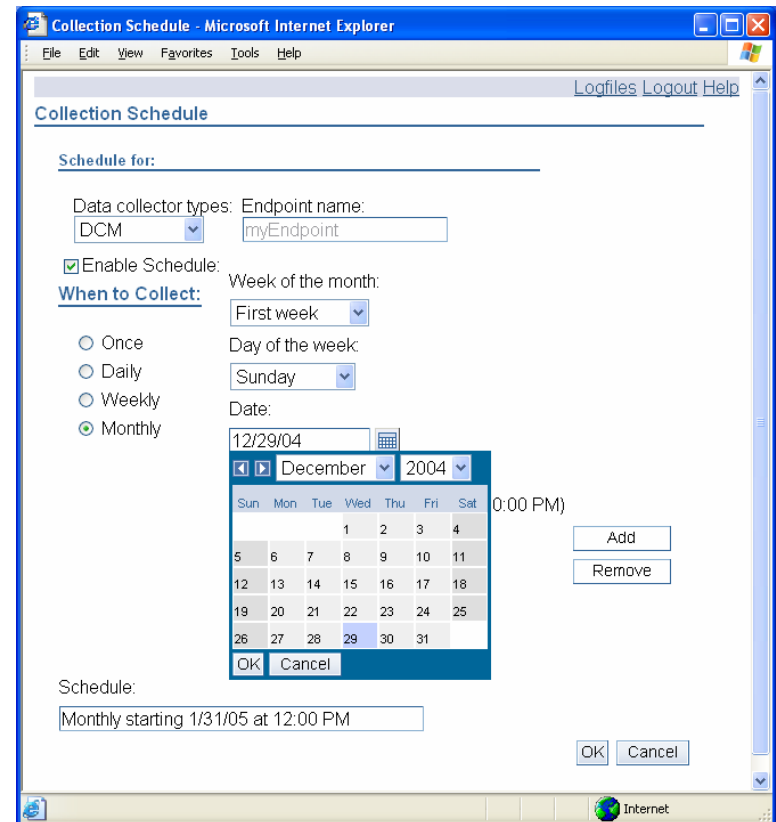 Collection Schedule - Microsoft Internet Explorer
File Edit View Favorites Tools Help
Logfiles Logout Help
Collection Schedule
Schedule for:
Data collector types: Endpoint name:
DCM myEndpoint
Enable Schedule:
When to Collect:
Week of the month:
First week
Once
Day of the week:
Daily
Sunday
Weekly
Date:
Monthly
12/29/04
December 2004
Sun Mon Tue Wed Thu Fri Sat
0:00 PM)
1 2 3 4
Add
5 6 7 8 9 10 11
Remove
12 13 14 15 16 17 18
19 20 21 22 23 24 25
26 27 28 29 30 31
OK Cancel
Schedule:
Monthly starting 1/31/05 at 12:00 PM
OK Cancel
Internet